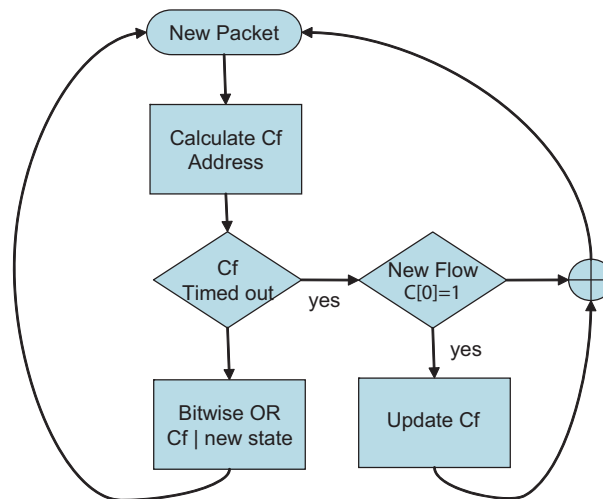 New Packet
Calculate Cf
Address
Cf
Timed out
yes
New Flow
C[0]=1
yes
Bitwise OR
Cf | new state
Update Cf